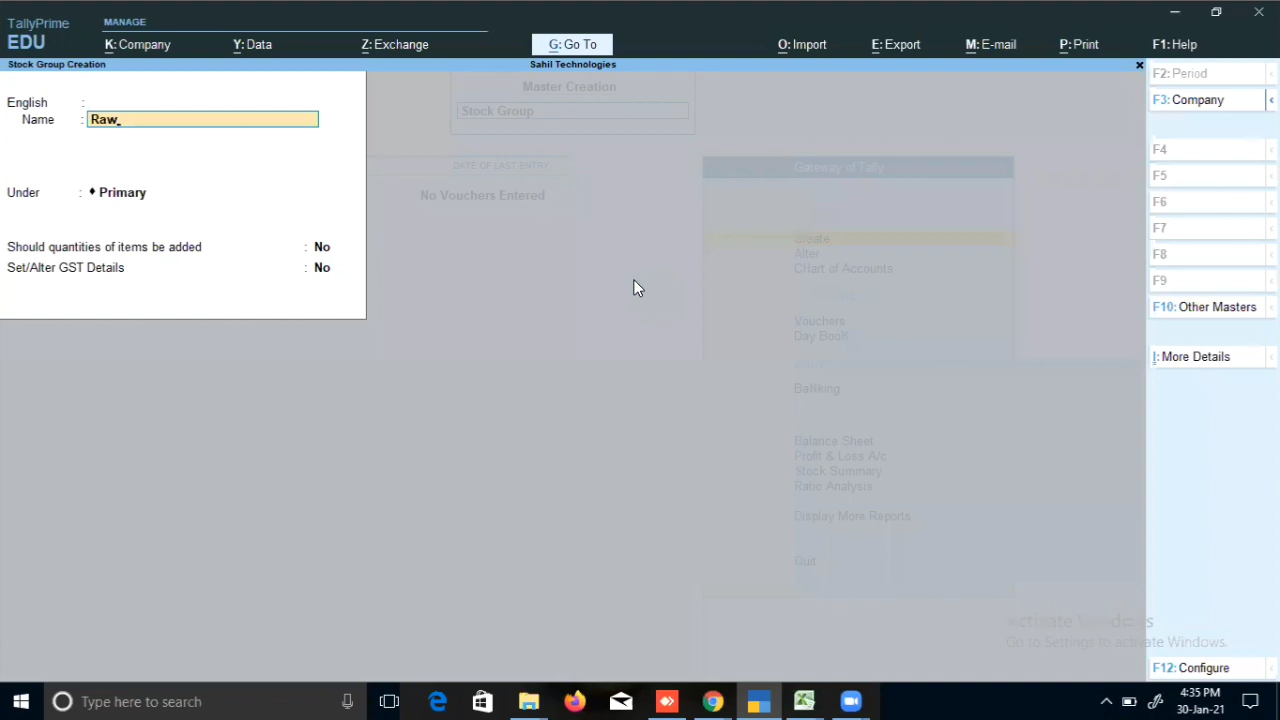 TallyPrime
EDU
MANAGE
K: Company
Y: Data
Z: Exchange
G: Go To
O: Import
E: Export
M: E-mail
P: Print
F1: Help
Stock Group Creation
Sahil Technologies
English :
Name : Raw_
Under : ♦ Primary
Should quantities of items be added : No
Set/Alter GST Details : No
Master Creation
Stock Group
DATE OF LAST ENTRY
No Vouchers Entered
Gateway of Tally
Create
Alter
CHart of Accounts
Vouchers
Day BooK
BaNking
Balance Sheet
Profit & Loss A/c
Stock Summary
Ratio Analysis
Display More Reports
Quit
F2: Period
F3: Company
F4
F5
F6
F7
F8
F9
F10: Other Masters
I: More Details
Activate Windows
Go to Settings to activate Windows.
F12: Configure
Type here to search
4:35 PM
30-Jan-21